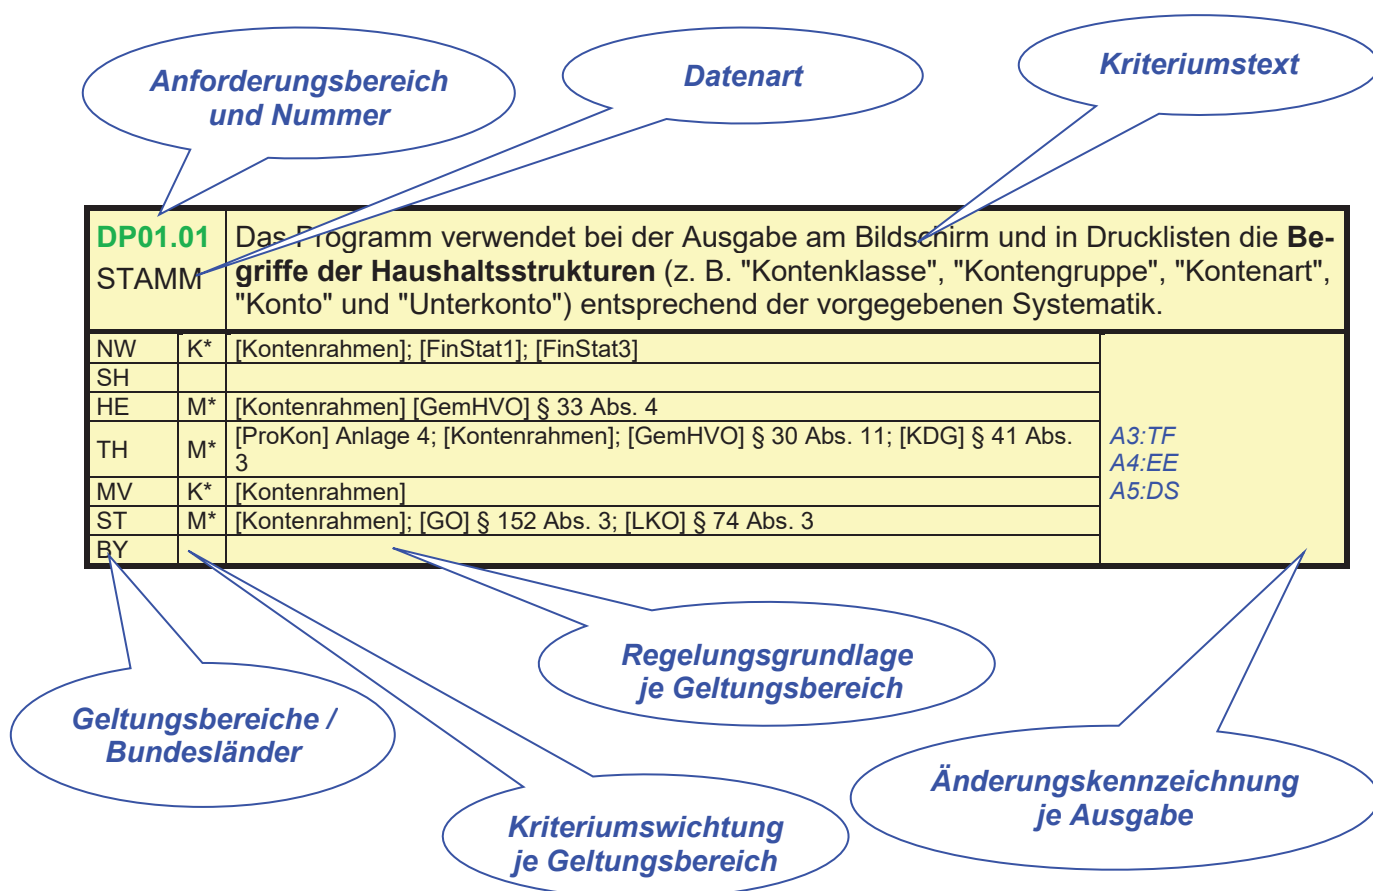 Anforderungsbereich
und Nummer
Datenart
Kriteriumstext
DP01.01
STAMM
Das Programm verwendet bei der Ausgabe am Bildschirm und in Drucklisten die Be-
griffe der Haushaltsstrukturen (z. B. "Kontenklasse", "Kontengruppe", "Kontenart",
"Konto" und "Unterkonto") entsprechend der vorgegebenen Systematik.
NW K* [Kontenrahmen]; [FinStat1]; [FinStat3]
SH
HE M* [Kontenrahmen] [GemHVO] § 33 Abs. 4
TH M* [ProKon] Anlage 4; [Kontenrahmen]; [GemHVO] § 30 Abs. 11; [KDG] § 41 Abs.
3
MV K* [Kontenrahmen]
ST M* [Kontenrahmen]; [GO] § 152 Abs. 3; [LKO] § 74 Abs. 3
BY
A3:TF
A4:EE
A5:DS
Regelungsgrundlage
je Geltungsbereich
Geltungsbereiche /
Bundesländer
Änderungskennzeichnung
je Ausgabe
Kriteriumswichtung
je Geltungsbereich